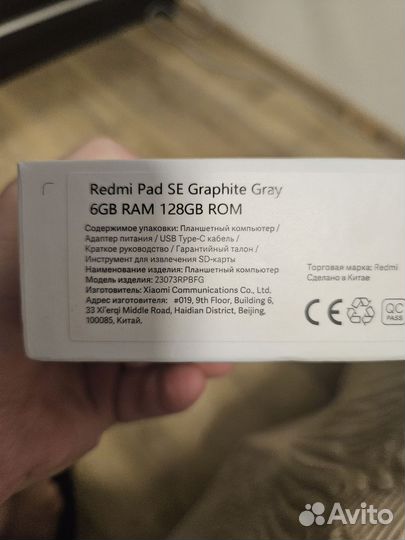 Redmi Pad SE Graphite Gray
6GB RAM 128GB ROM
Содержимое упаковки: Планшетный компьютер /
Адаптер питания / USB Type-C кабель /
Краткое руководство / Гарантийный талон /
Инструмент для извлечения SD-карты
Наименование изделия: Планшетный компьютер
Модель изделия: 23073RPBFG
Изготовитель: Xiaomi Communications Co., Ltd.
Адрес изготовителя: #019, 9th Floor, Building 6,
33 Xi'erqi Middle Road, Haidian District, Beijing,
100085, Китай.
Торговая марка: Redmi
Сделано в Китае
CE
QC
PASS
Avito